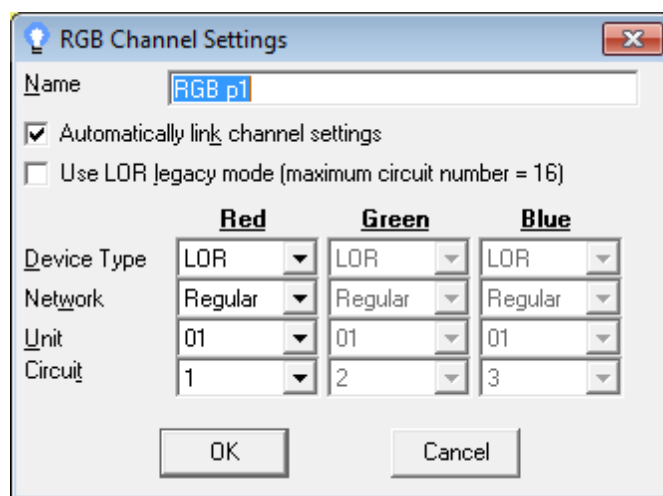 RGB Channel Settings
Name RGB p1
Automatically link channel settings
Use LOR legacy mode (maximum circuit number = 16)
Red Green Blue
Device Type LOR LOR LOR
Network Regular Regular Regular
Unit 01 01 01
Circuit 1 2 3
OK Cancel